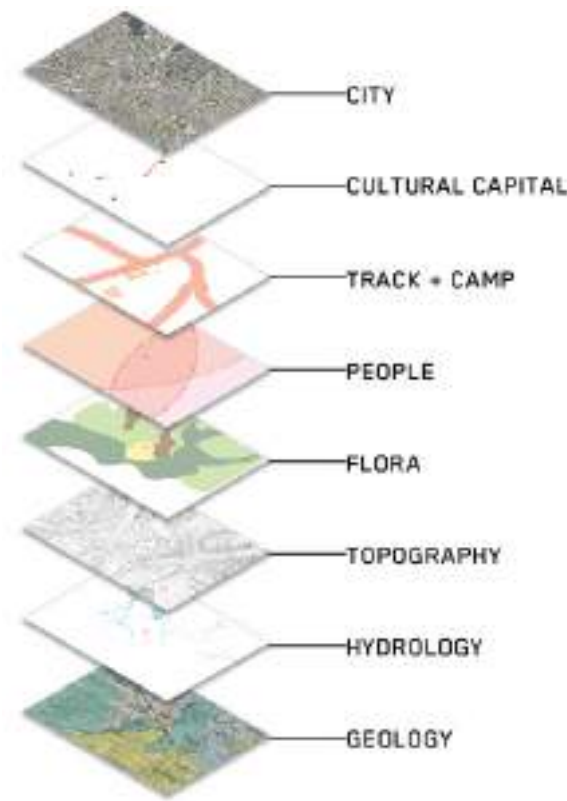 CITY
CULTURAL CAPITAL
TRACK + CAMP
PEOPLE
FLORA
TOPOGRAPHY
HYDROLOGY
GEOLOGY